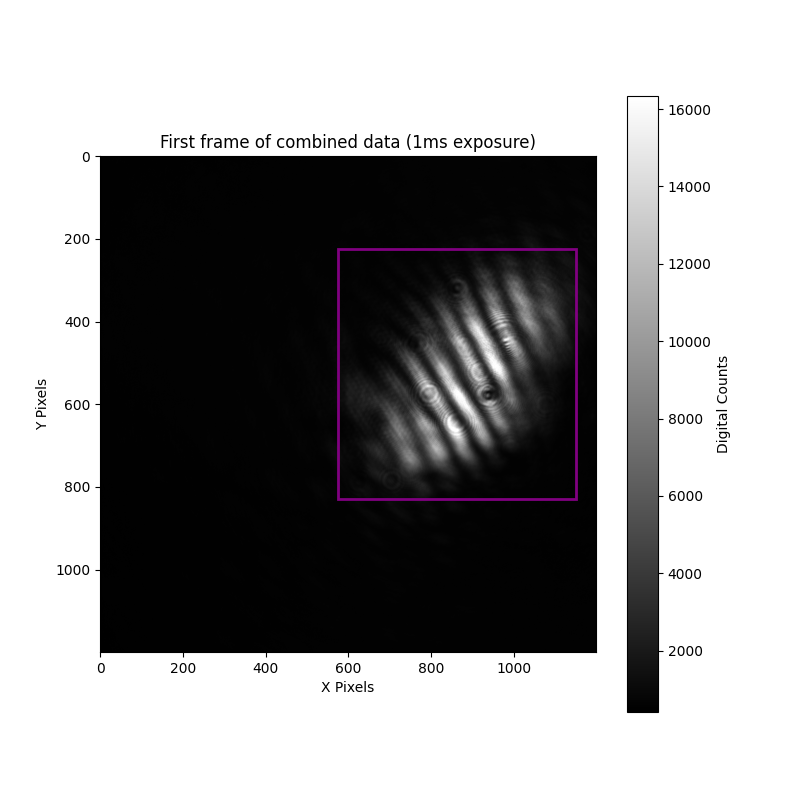 First frame of combined data (1ms exposure)
0
200
400
600
800
1000
Y Pixels
0 200 400 600 800 1000
X Pixels
16000
14000
12000
10000
8000
6000
4000
2000
Digital Counts